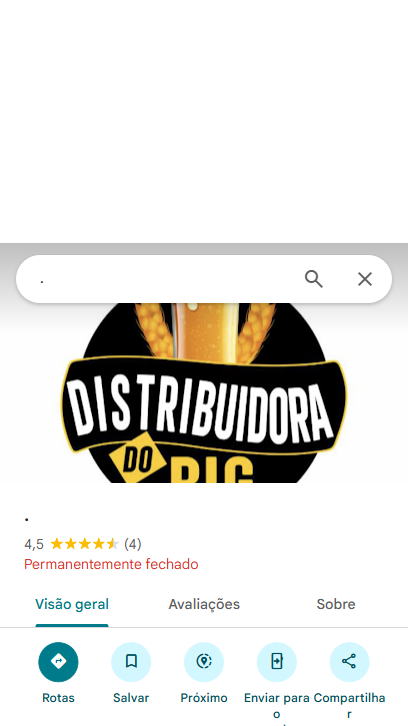 .
DISTRIBUIDORA
DO
BIG
.
4,5 (4)
Permanentemente fechado
Visão geral Avaliações Sobre
Rotas Salvar Próximo Enviar para o . Compartilhar